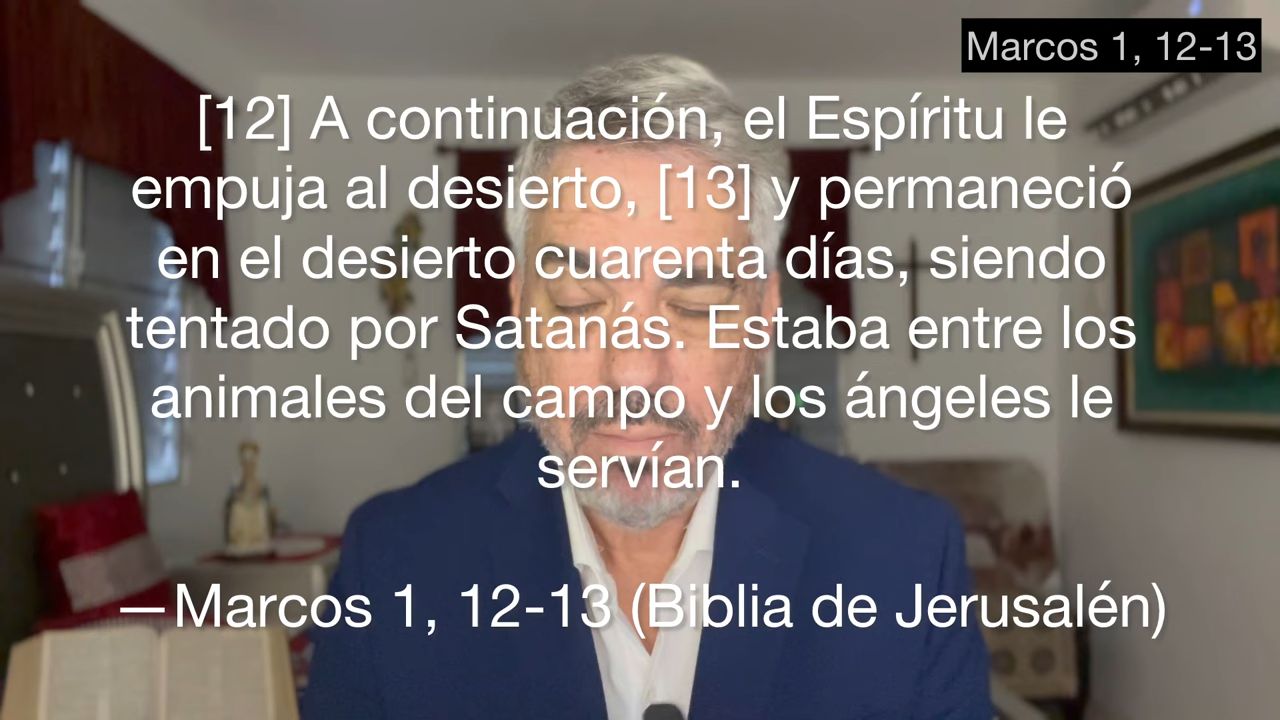 Marcos 1, 12-13
[12] A continuación, el Espíritu le
empuja al desierto, [13] y permaneció
en el desierto cuarenta días, siendo
tentado por Satanás. Estaba entre los
animales del campo y los ángeles le
servían.
—Marcos 1, 12-13 (Biblia de Jerusalén)